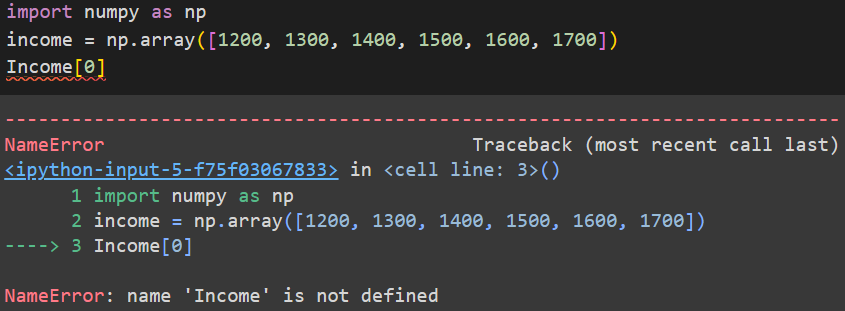 import numpy as np
income = np.array([1200, 1300, 1400, 1500, 1600, 1700])
Income[0]
---------------------------------------------------------------------------
NameError                                 Traceback (most recent call last)
<ipython-input-5-f75f03067833> in <cell line: 3>()
      1 import numpy as np
      2 income = np.array([1200, 1300, 1400, 1500, 1600, 1700])
----> 3 Income[0]
NameError: name 'Income' is not defined